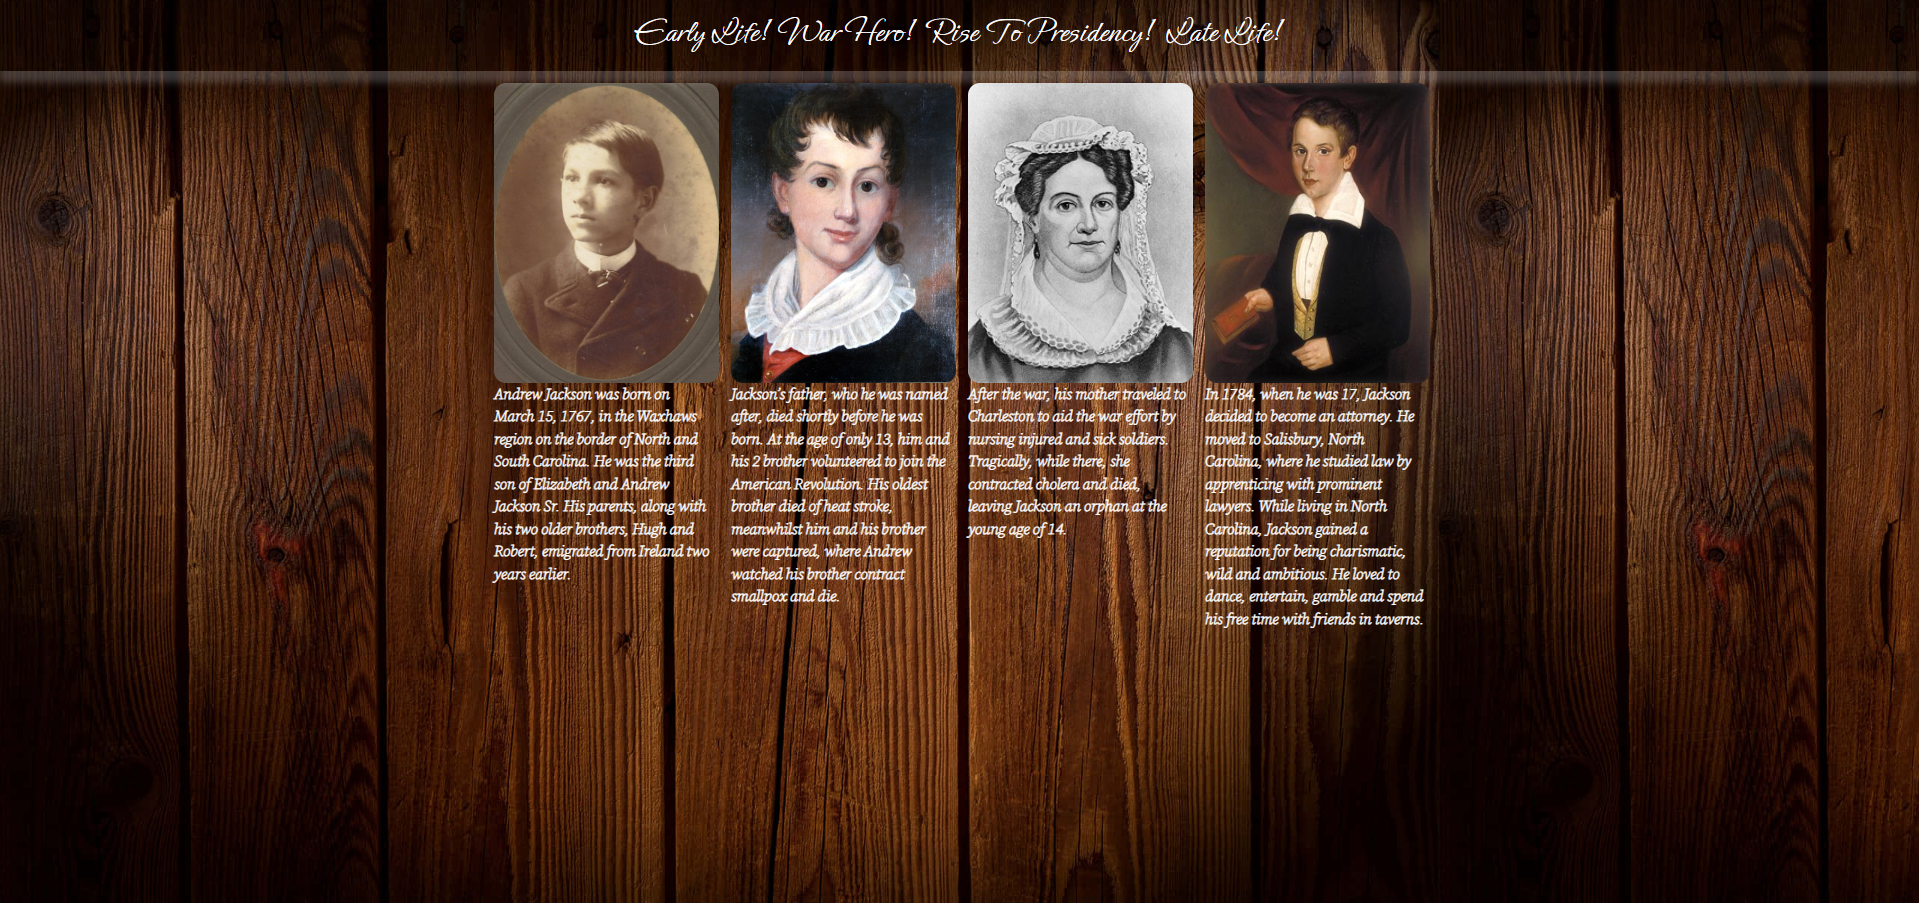 Early Life! War Hero! Rise To Presidency! Late Life!
Andrew Jackson was born on
March 15, 1767, in the Waxhaws
region on the border of North and
South Carolina. He was the third
son of Elizabeth and Andrew
Jackson Sr. His parents, along with
his two older brothers, Hugh and
Robert, emigrated from Ireland two
years earlier.
Jackson's father, who he was named
after, died shortly before he was
born. At the age of only 13, him and
his 2 brother volunteered to join the
American Revolution. His oldest
brother died of heat stroke,
meanwhilst him and his brother
were captured, where Andrew
watched his brother contract
smallpox and die.
After the war, his mother traveled to
Charleston to aid the war effort by
nursing injured and sick soldiers.
Tragically, while there, she
contracted cholera and died,
leaving Jackson an orphan at the
young age of 14.
In 1784, when he was 17, Jackson
decided to become an attorney. He
moved to Salisbury, North
Carolina, where he studied law by
apprenticing with prominent
lawyers. While living in North
Carolina, Jackson gained a
reputation for being charismatic,
wild and ambitious. He loved to
dance, entertain, gamble and spend
his free time with friends in taverns.